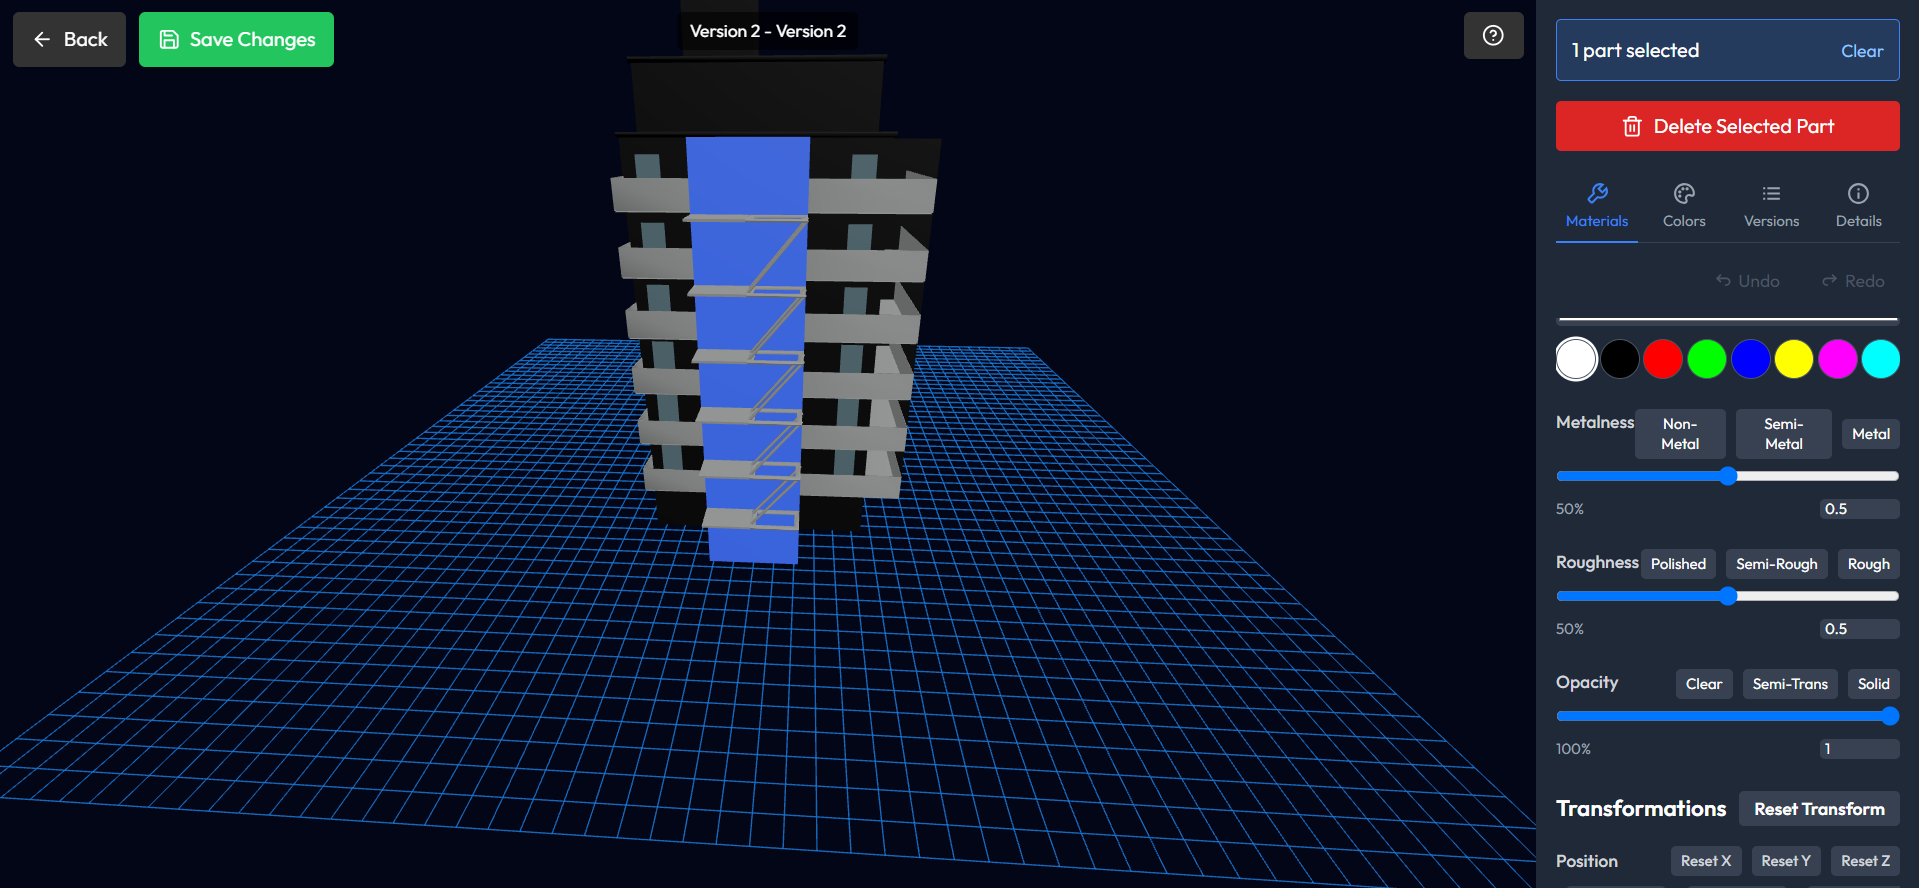 Back
Save Changes
Version 2 - Version 2
1 part selected
Clear
Delete Selected Part
Materials
Colors
Versions
Details
Undo
Redo
Metalness
Non-
Metal
Semi-
Metal
Metal
50%
0.5
Roughness
Polished
Semi-Rough
Rough
50%
0.5
Opacity
Clear
Semi-Trans
Solid
100%
1
Transformations
Reset Transform
Position
Reset X
Reset Y
Reset Z